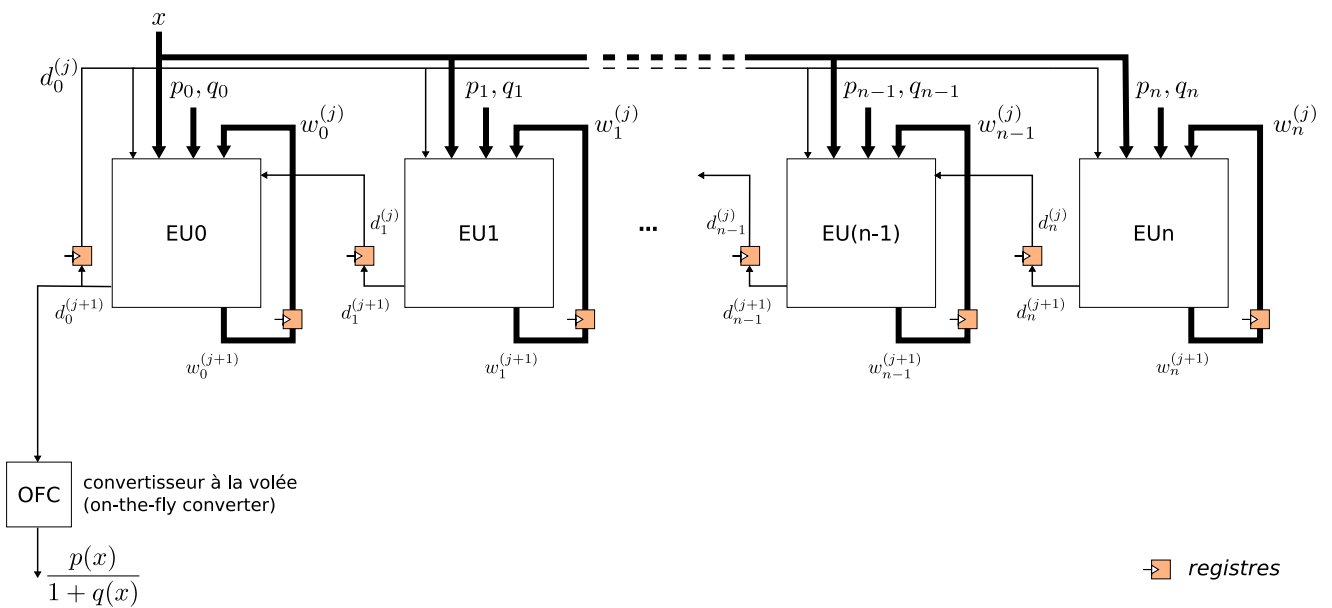 x
d_0^{(j)}
p_0, q_0
w_0^{(j)}
p_1, q_1
w_1^{(j)}
p_{n-1}, q_{n-1}
w_{n-1}^{(j)}
p_n, q_n
w_n^{(j)}
EU0
d_1^{(j)}
EU1
...
d_{n-1}^{(j)}
EU(n-1)
d_n^{(j)}
EUn
d_0^{(j+1)}
d_1^{(j+1)}
d_{n-1}^{(j+1)}
d_n^{(j+1)}
w_0^{(j+1)}
w_1^{(j+1)}
w_{n-1}^{(j+1)}
w_n^{(j+1)}
OFC
convertisseur à la volée
(on-the-fly converter)
p(x)
1 + q(x)
registres